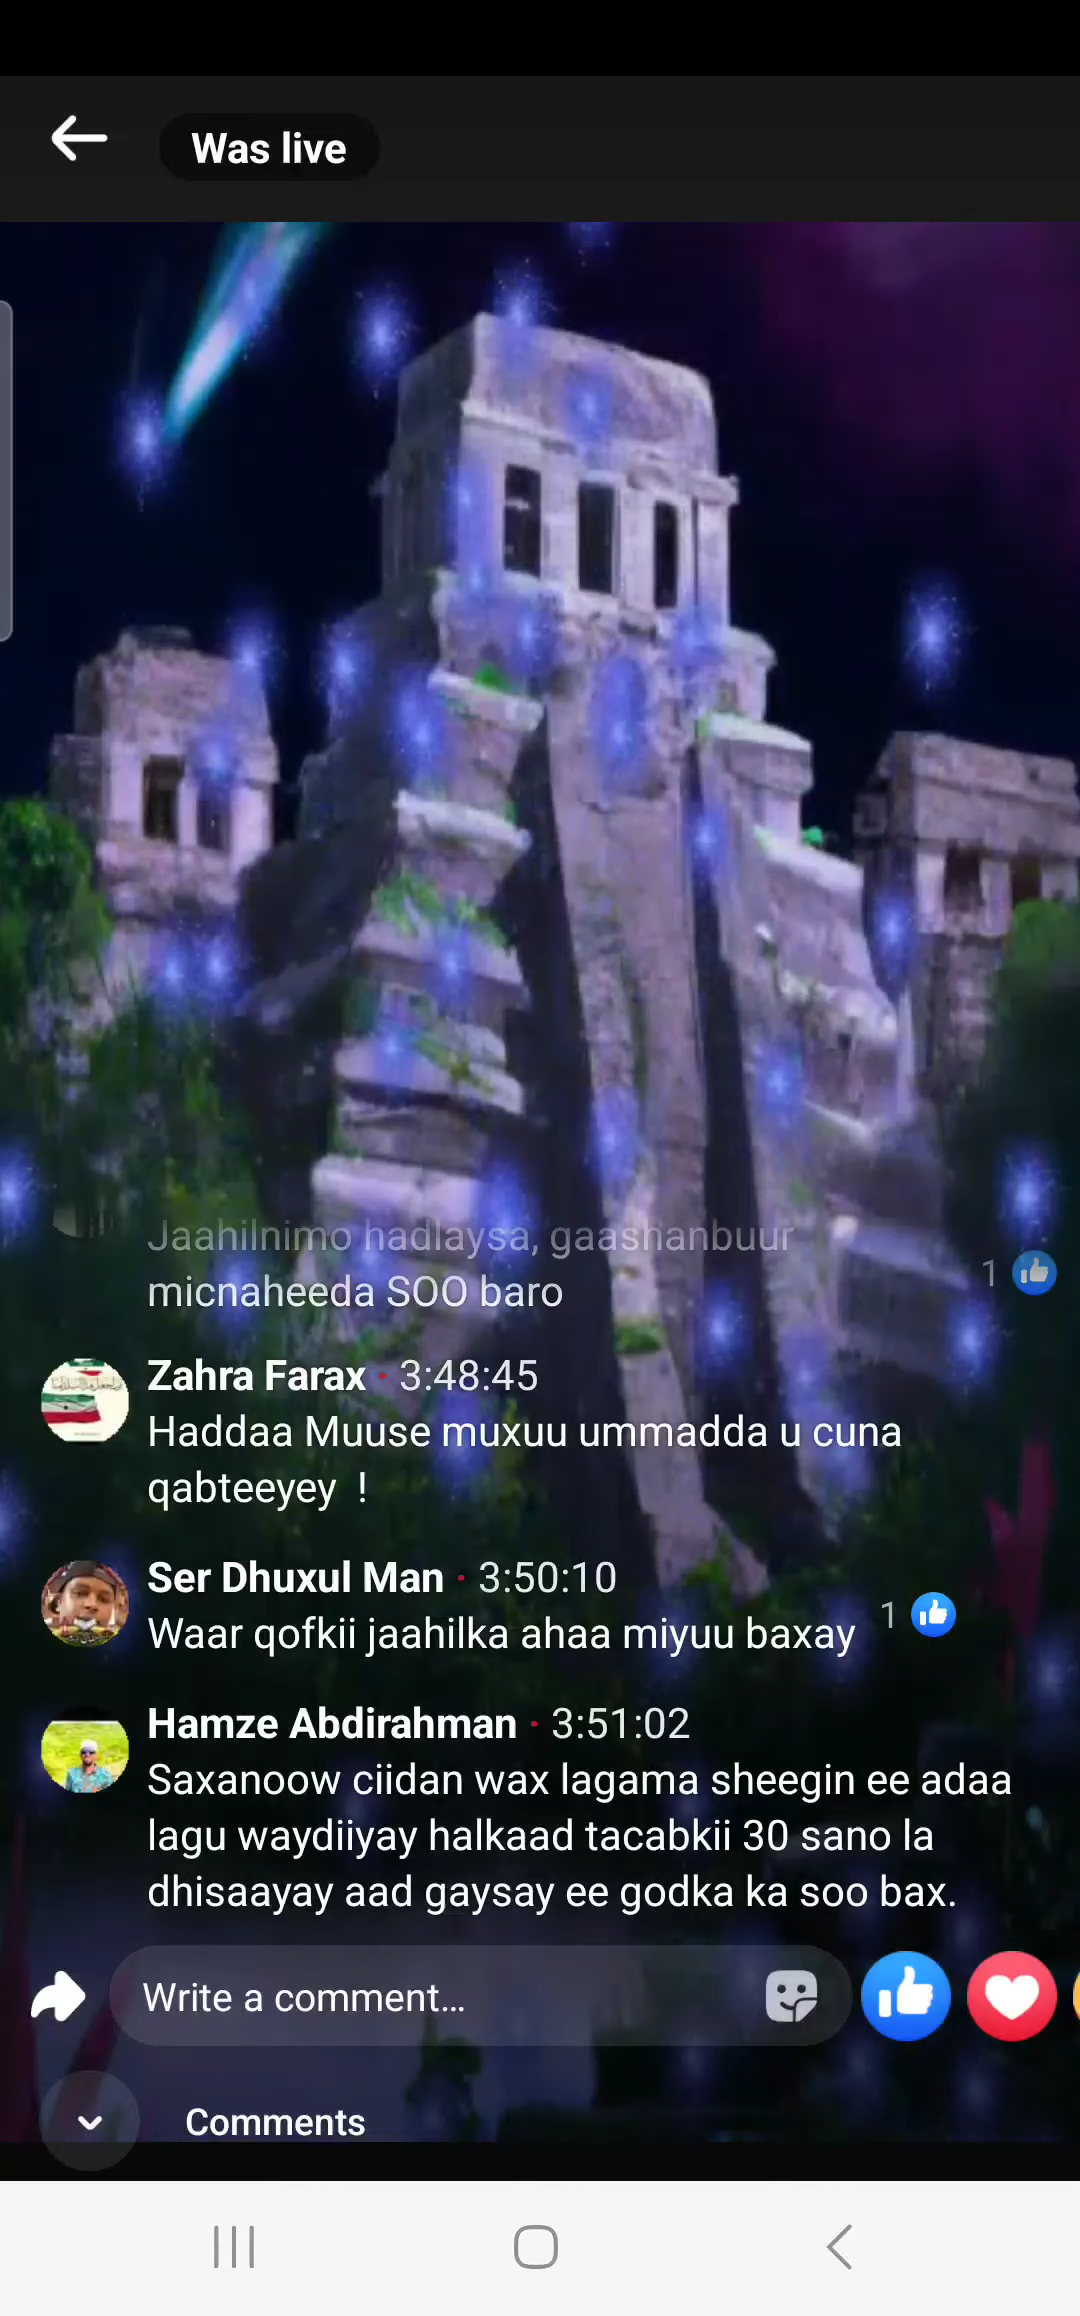 Was live
Jaahilnimo hadlaysa, gaashanbuur
micnaheeda SOO baro
1
Zahra Farax · 3:48:45
Haddaa Muuse muxuu ummadda u cuna
qabteeyey !
Ser Dhuxul Man · 3:50:10
Waar qofkii jaahilka ahaa miyuu baxay
1
Hamze Abdirahman · 3:51:02
Saxanoow ciidan wax lagama sheegin ee adaa
lagu waydiiyay halkaad tacabkii 30 sano la
dhisaayay aad gaysay ee godka ka soo bax.
Write a comment...
Comments